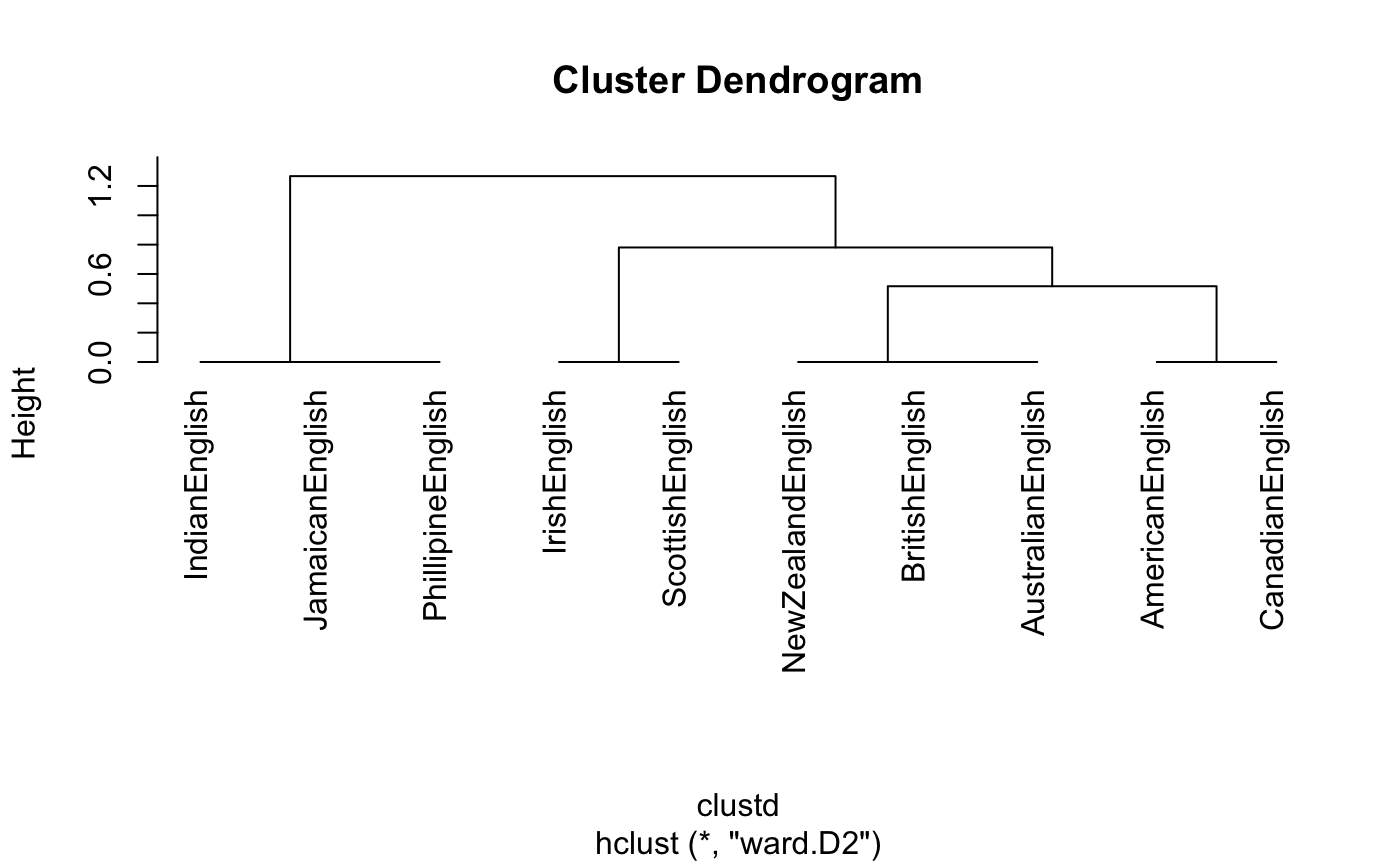 Cluster Dendrogram
1.2
0.6
0.0
Height
IndianEnglish
JamaicanEnglish
PhillipineEnglish
IrishEnglish
ScottishEnglish
NewZealandEnglish
BritishEnglish
AustralianEnglish
AmericanEnglish
CanadianEnglish
clustd
hclust (*, "ward.D2")